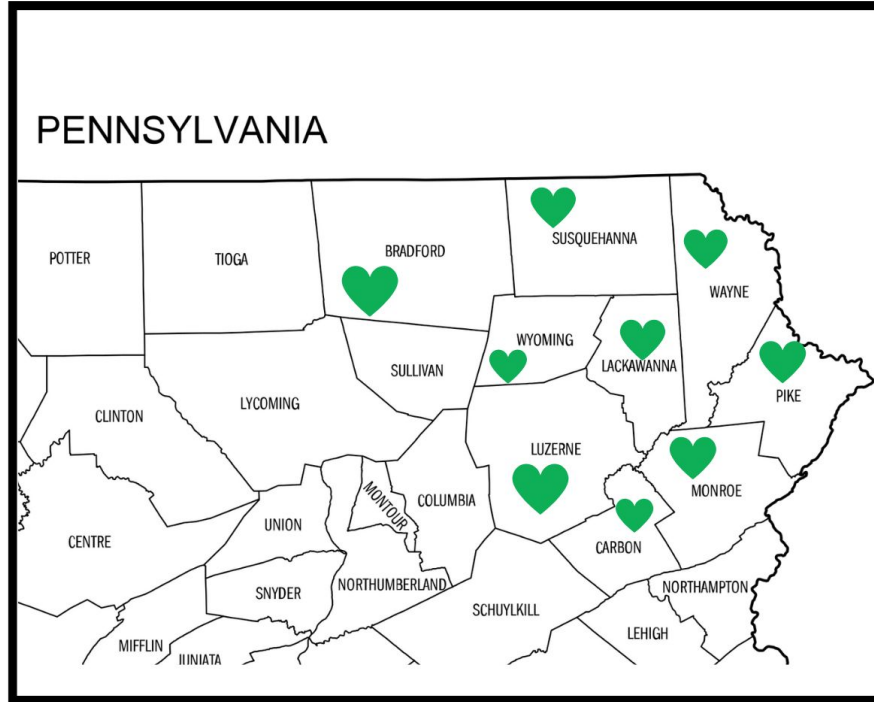 PENNSYLVANIA
POTTER
TIOGA
BRADFORD
SUSQUEHANNA
WAYNE
WYOMING
LACKAWANNA
SULLIVAN
PIKE
CLINTON
LYCOMING
LUZERNE
MONROE
MONTOUR
COLUMBIA
UNION
CENTRE
CARBON
SNYDER
NORTHUMBERLAND
NORTHAMPTON
SCHUYLKILL
LEHIGH
MIFFLIN
JUNIATA